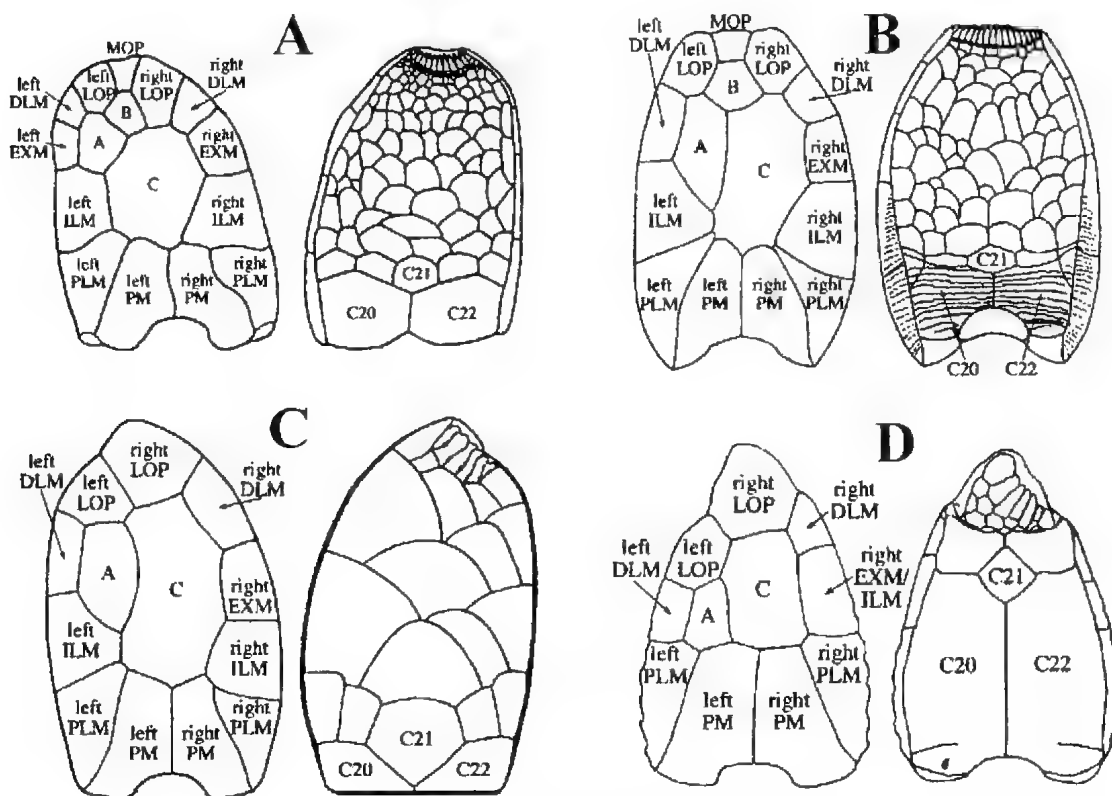 A
MOP
left DLM
left LOP
right LOP
right DLM
B
left EXM
A
right EXM
C
left ILM
right ILM
left PLM
left PM
right PM
right PLM
C21
C20
C22
B
MOP
left DLM
left LOP
right LOP
right DLM
B
A
C
right EXM
left ILM
right ILM
left PLM
left PM
right PM
right PLM
C21
C20
C22
C
left DLM
right LOP
left LOP
right DLM
A
C
right EXM
left ILM
right ILM
left PLM
left PM
right PM
right PLM
C21
C20
C22
D
right LOP
right DLM
left DLM
left LOP
C
A
right EXM/ ILM
left PLM
right PLM
left PM
right PM
C21
C20
C22